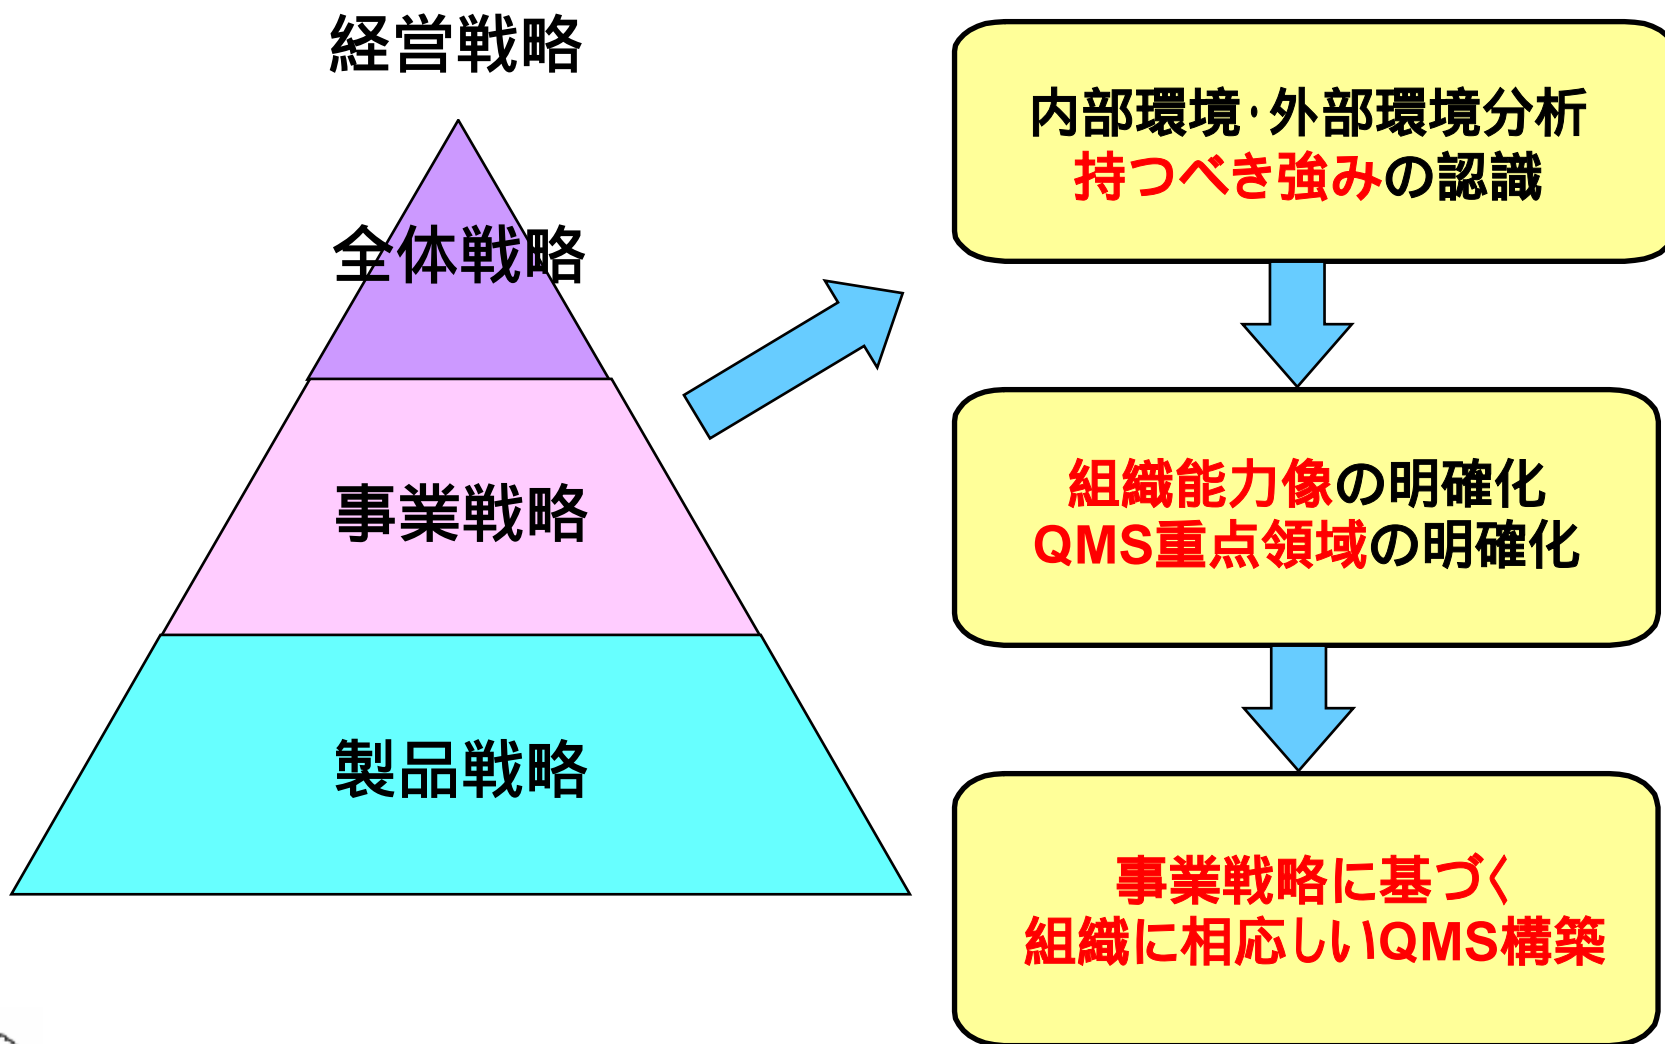 経営戦略
全体戦略
事業戦略
製品戦略
内部環境・外部環境分析
持つべき強みの認識
組織能力像の明確化
QMS重点領域の明確化
事業戦略に基づく
組織に相応しいQMS構築